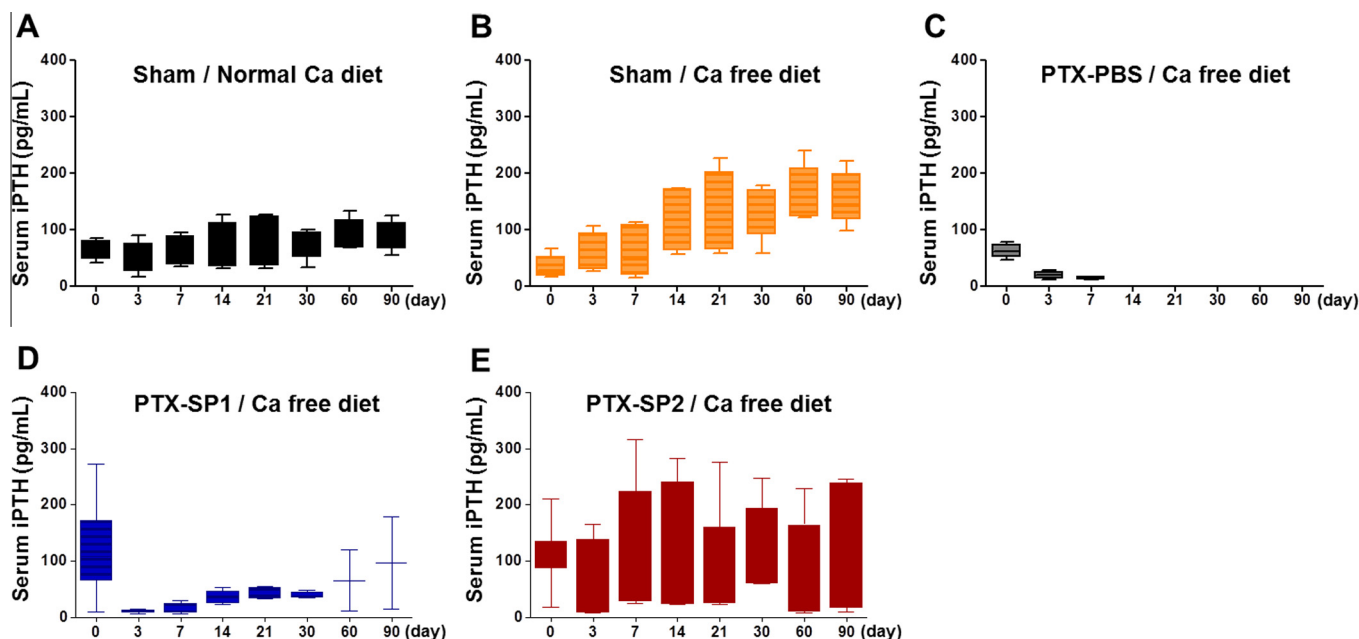 A
Sham / Normal Ca diet
Serum iPTH (pg/mL)
400
300
200
100
0
0 3 7 14 21 30 60 90 (day)
B
Sham / Ca free diet
Serum iPTH (pg/mL)
400
300
200
100
0
0 3 7 14 21 30 60 90 (day)
C
PTX-PBS / Ca free diet
Serum iPTH (pg/mL)
400
300
200
100
0
0 3 7 14 21 30 60 90 (day)
D
PTX-SP1 / Ca free diet
Serum iPTH (pg/mL)
400
300
200
100
0
0 3 7 14 21 30 60 90 (day)
E
PTX-SP2 / Ca free diet
Serum iPTH (pg/mL)
400
300
200
100
0
0 3 7 14 21 30 60 90 (day)